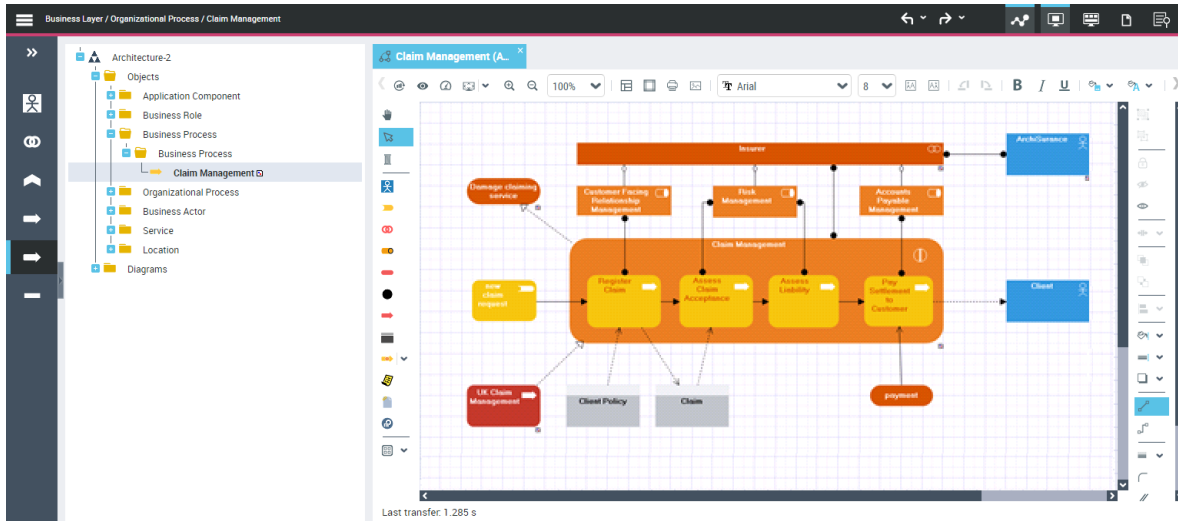 Business Layer / Organizational Process / Claim Management
Architecture-2
Objects
Application Component
Business Role
Business Process
Business Process
Claim Management
Organizational Process
Business Actor
Service
Location
Diagrams
Claim Management (A...
100%
Arial
8
B
I
U
Insurer
ArchiSurance
Damage claiming
service
Customer Facing
Relationship
Management
Risk
Management
Accounts
Payable
Management
Claim Management
new
claim
request
Register
Claim
Assess
Claim
Acceptance
Assess
Liability
Pay
Settlement
to
Customer
Client
UK Claim
Management
Client Policy
Claim
payment
Last transfer: 1.285 s